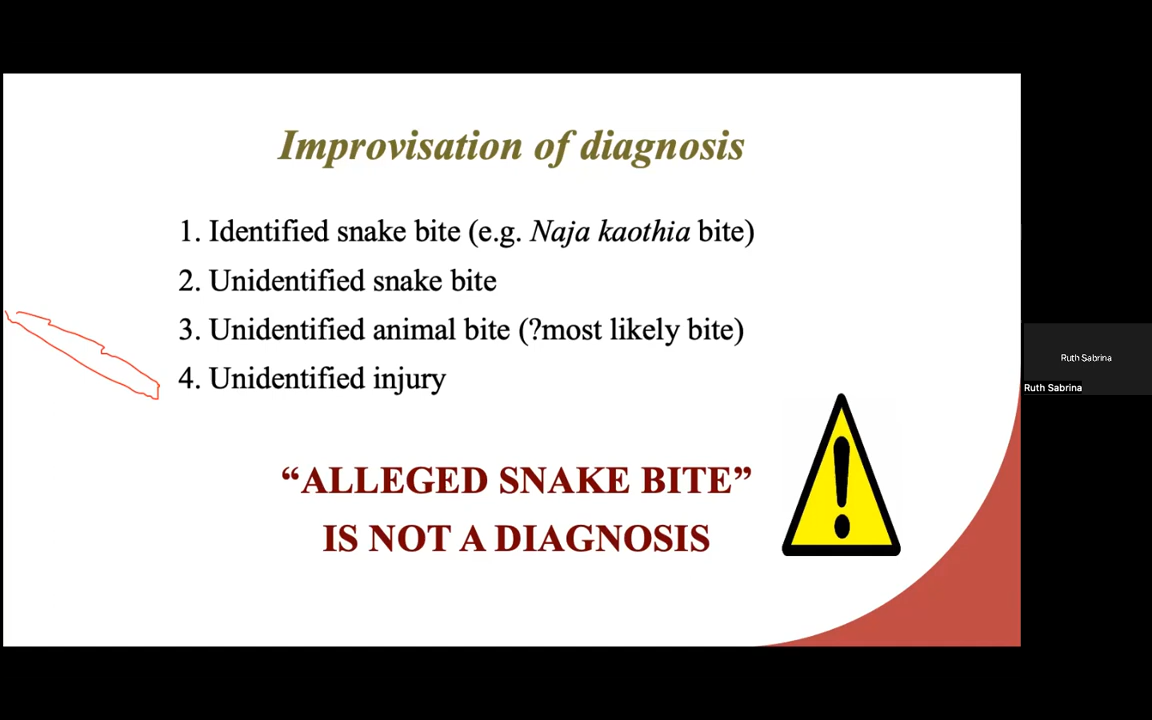 Improvisation of diagnosis
1. Identified snake bite (e.g. Naja kaothia bite)
2. Unidentified snake bite
3. Unidentified animal bite (?most likely bite)
4. Unidentified injury
“ALLEGED SNAKE BITE”
IS NOT A DIAGNOSIS
Ruth Sabrina
Ruth Sabrina